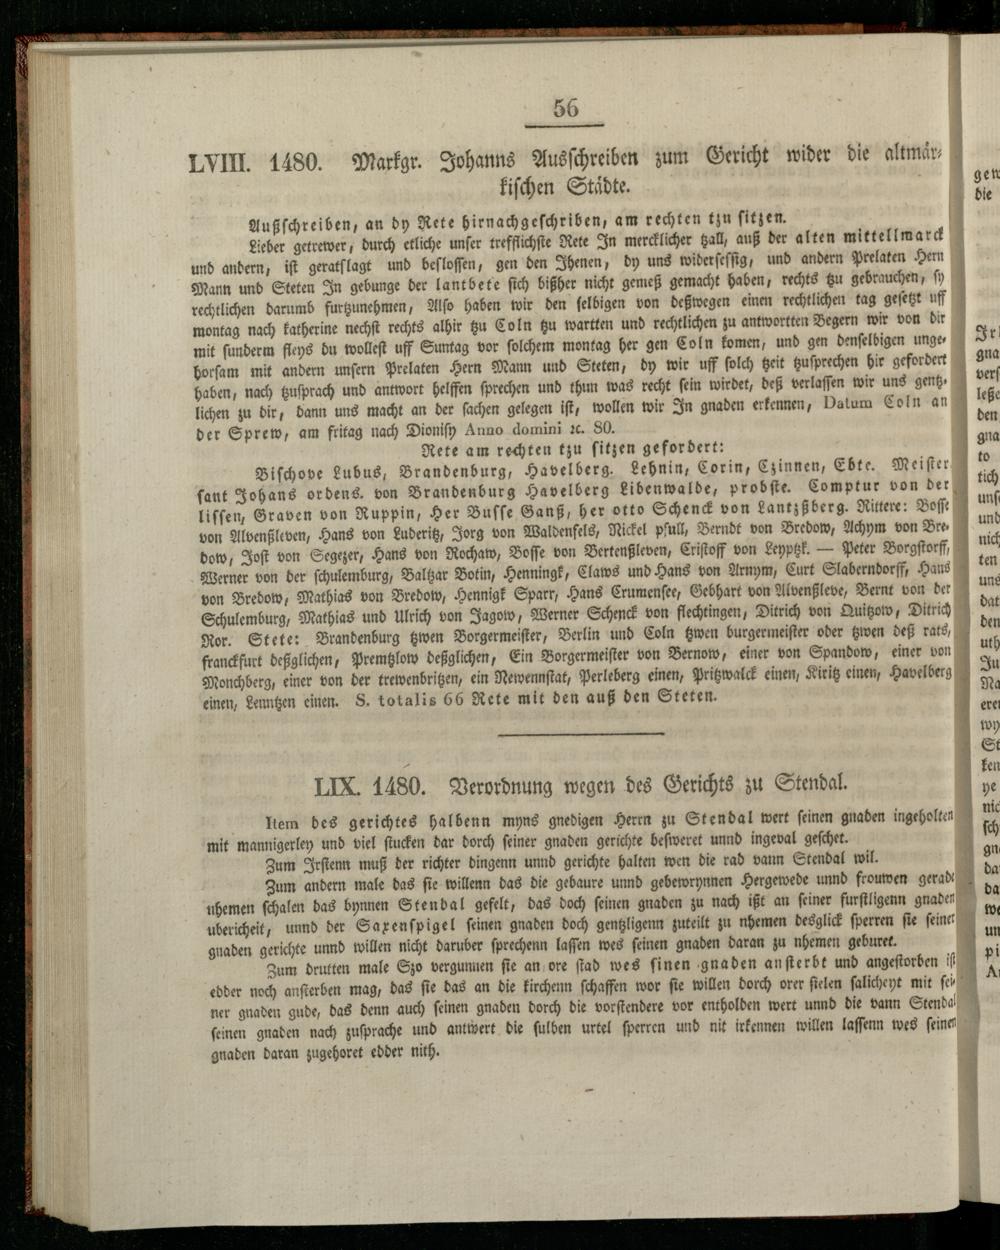 56
LVIII. 1480. Markgr. Johanns Ausschreiben zum Gericht wider die altmär-
kischen Städte.
Außschreiben, an dy Rete hirnachgeschriben, am rechten tzu sitzen.
Lieber getrewer, durch etliche unser trefflichste Rete In mercklicher tzall, auß der alten mittellmarck
und andern, ist geratslagt und beslossen, gen den Ihenen, dy uns widersessig, und andern Prelaten Hern
Mann und Steten In gebunge der lantbete sich bißher nicht gemeß gemacht haben, rechts tzu gebrauchen, sy
rechtlichen darumb furtzunehmen, Also haben wir den selbigen von deßwegen einen rechtlichen tag gesetzt uff
montag nach katherine nechst rechts alhir tzu Coln tzu wartten und rechtlichen zu antwortten Begern wir von dir
mit sunderm fleys du wollest uff Suntag vor solchem montag her gen Coln komen, und gen denselbigen unge-
horsam mit andern unsern Prelaten Hern Mann und Steten, dy wir uff solch tzeit tzusprechen hir gefordert
haben, nach tzusprach und antwort helffen sprechen und thun was recht sein wirdet, deß verlassen wir uns gentz-
lichen zu dir, dann uns macht an der sachen gelegen ist, wollen wir In gnaden erkennen, Datum Coln an
der Sprew, am fritag nach Dionisy Anno domini ꝛc. 80.
Rete am rechten tzu sitzen gefordert:
Bischove Lubus, Brandenburg, Havelberg. Lehnin, Corin, Czinnen, Ebte. Meister
sant Johans ordens. von Brandenburg Havelberg Libenwalde, probste. Comptur von der
lissen, Graven von Ruppin, Her Busse Ganß, her otto Schenck von Lantzßberg. Rittere: Bosse
von Alvenßleven, Hans von Luderitz, Jorg von Waldenfels, Nickel pfull, Berndt von Bredow, Achym von Bre-
dow, Jost von Segezer, Hans von Rochaw, Bosse von Bertenßleven, Cristoff von Leyptzk. — Peter Borgstorff,
Werner von der schulemburg, Baltzar Botin, Henningk, Claws und Hans von Arnym, Curt Slaberndorff, Hans
von Bredow, Mathias von Bredow, Hennigk Sparr, Hans Crumensee, Gebhart von Alvenßleve, Bernt von der
Schulemburg, Mathias und Ulrich von Jagow, Werner Schenck von flechtingen, Ditrich von Quitzow, Ditrich
Ror. Stete: Brandenburg tzwen Borgermeister, Berlin und Coln tzwen burgermeister oder tzwen deß rats,
franckfurt deßglichen, Premtzlow deßglichen, Ein Borgermeister von Bernow, einer von Spandow, einer von
Monchberg, einer von der trewenbritzen, ein Newennstat, Perleberg einen, Pritzwalck einen, Kiritz einen, Havelberg
einen, Lenntzen einen. S. totalis 66 Rete mit den auß den Steten.
LIX. 1480. Verordnung wegen des Gerichts zu Stendal.
Item des gerichtes halbenn myns gnedigen Herrn zu Stendal wert seinen gnaden ingeholten
mit mannigerley und viel stucken dar dorch seiner gnaden gerichte besweret unnd ingeval geschet.
Zum Irstenn muß der richter dingenn unnd gerichte halten wen die rad vann Stendal wil.
Zum andern male das sie willenn das die gebaure unnd gebewrynnen Hergewede unnd frouwen gerade
nhemen schalen das bynnen Stendal gefelt, das doch seinen gnaden zu nach ißt an seiner furstligenn gnaden
ubericheit, unnd der Saxenspigel seinen gnaden doch gentzligenn zuteilt zu nhemen desglick sperren sie seiner
gnaden gerichte unnd willen nicht daruber sprechenn lassen wes seinen gnaden daran zu nhemen geburet.
Zum drutten male Szo vergunnen sie an ore stad wes sinen gnaden ansterbt und angestorben ist
edder noch ansterben mag, das sie das an die kirchenn schaffen wor sie willen dorch orer sielen salicheyt mit sei-
ner gnaden gude, das denn auch seinen gnaden dorch die vorstendere vor entholden wert unnd die vann Stendal
seinen gnaden nach zusprache und antwert die sulben urtel sperren und nit irkennen willen lassenn wes seinen
gnaden daran zugehoret edder nith.